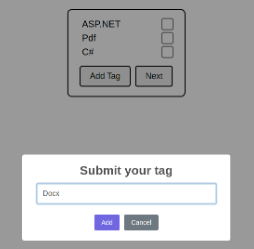 ASP.NET
Pdf
C#
Add Tag Next
Submit your tag
Docx
Add Cancel